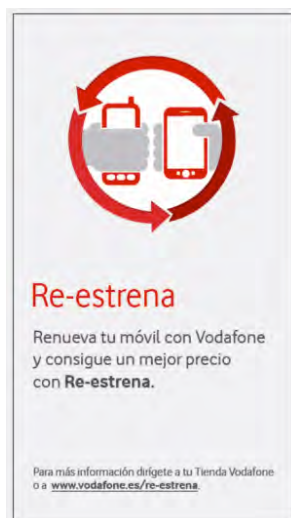 Re-estrena
Renueva tu móvil con Vodafone
y consigue un mejor precio
con Re-estrena.
Para más información dirígete a tu Tienda Vodafone
o a www.vodafone.es/re-estrena.